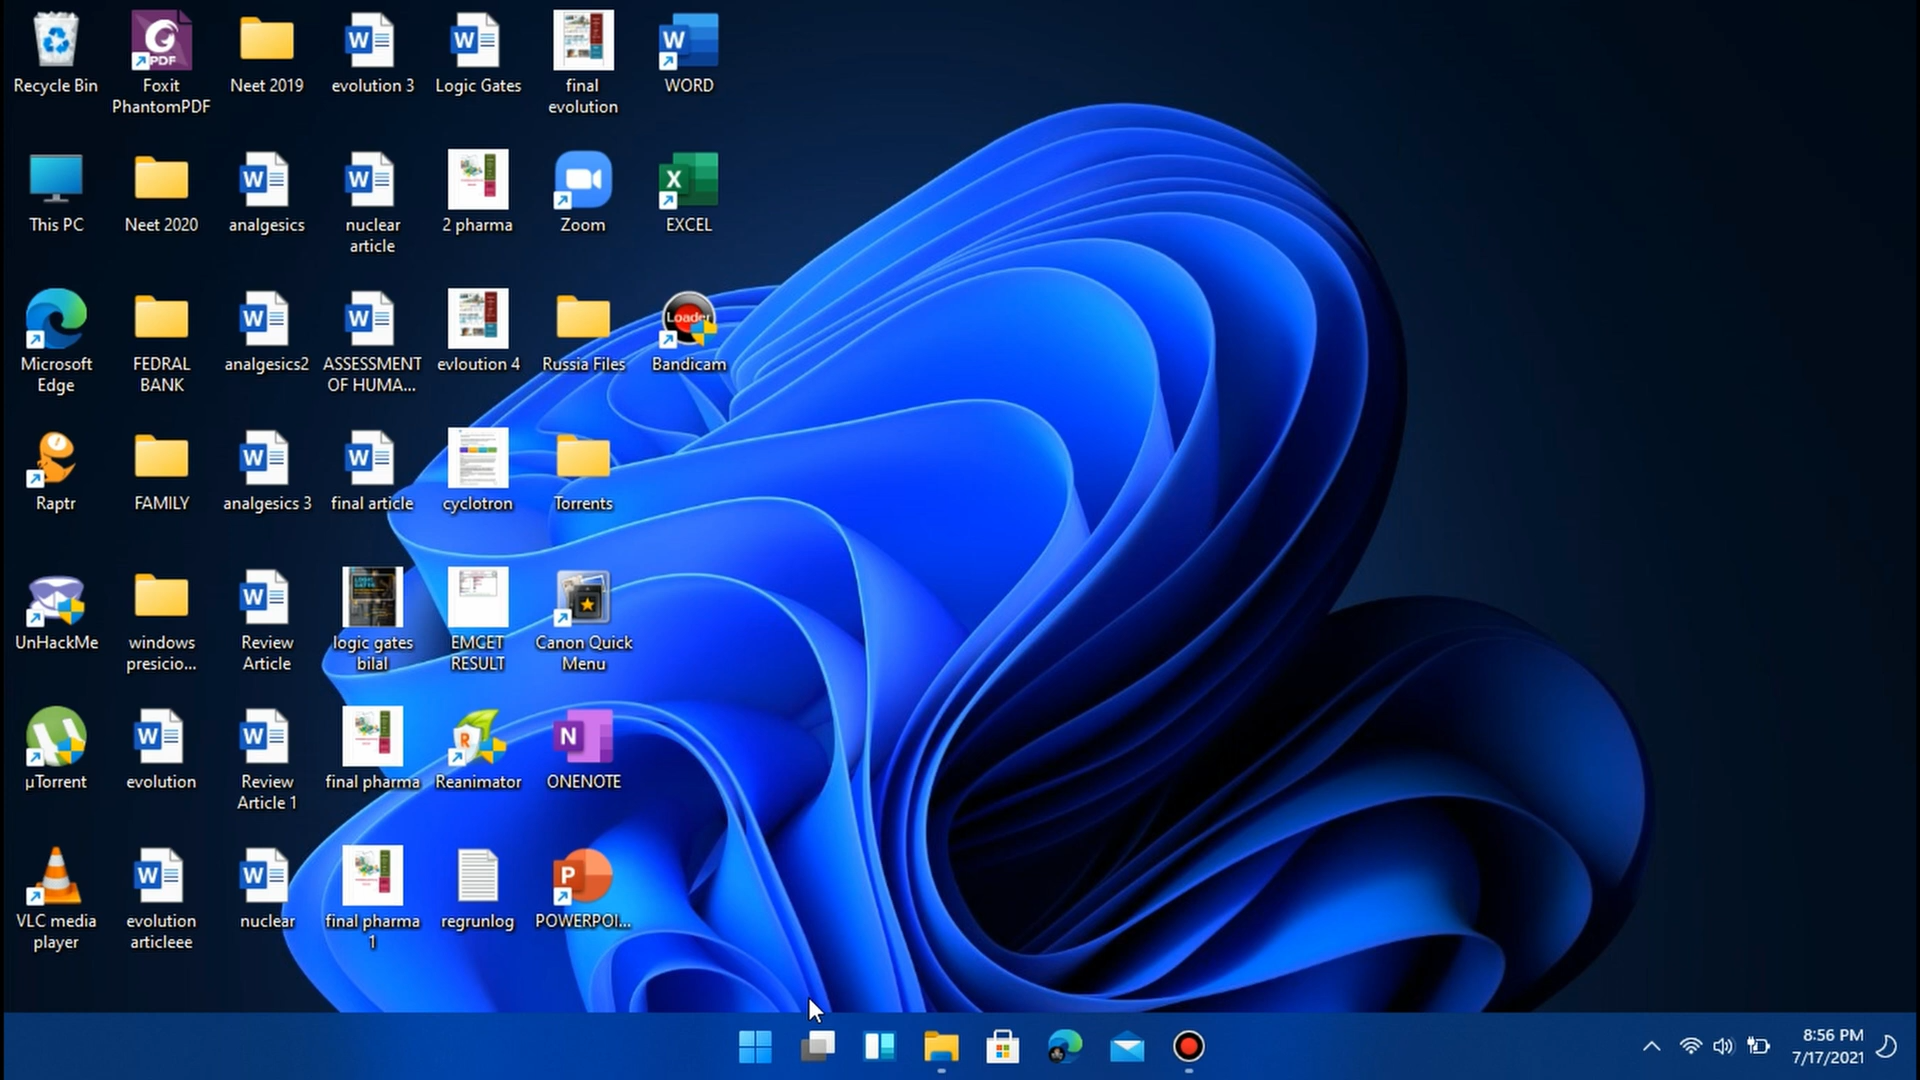 Recycle Bin
Foxit
PhantomPDF
Neet 2019
evolution 3
Logic Gates
final
evolution
WORD
This PC
Neet 2020
analgesics
nuclear
article
2 pharma
Zoom
EXCEL
Microsoft
Edge
FEDRAL
BANK
analgesics2
ASSESSMENT
OF HUMA...
evloution 4
Russia Files
Loader
Bandicam
Raptr
FAMILY
analgesics 3
final article
cyclotron
Torrents
UnHackMe
windows
presicio...
Review
Article
logic gates
bilal
EMCET
RESULT
Canon Quick
Menu
µTorrent
evolution
Review
Article 1
final pharma
Reanimator
ONENOTE
VLC media
player
evolution
articleee
nuclear
final pharma
1
regrunlog
POWERPOI...
8:56 PM
7/17/2021